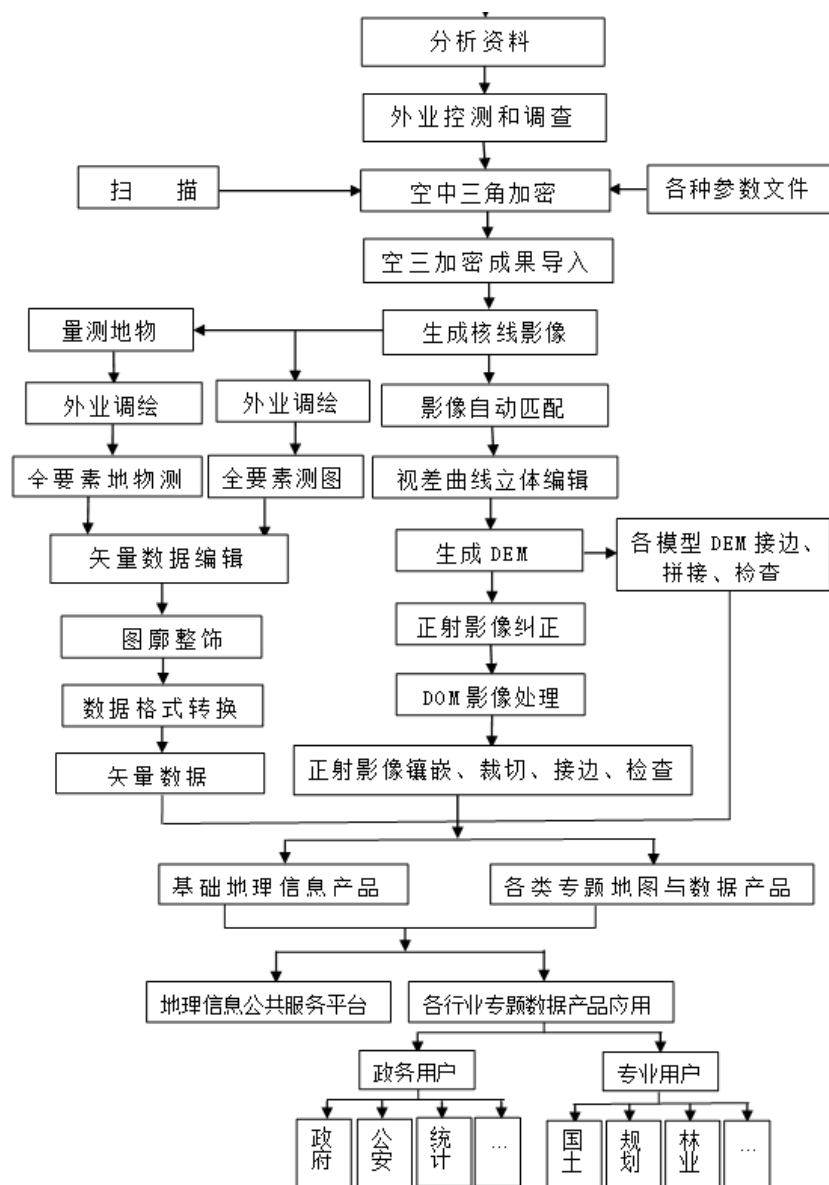 分析资料
外业控测和调查
扫 描
空中三角加密
各种参数文件
空三加密成果导入
量测地物
生成核线影像
外业调绘
外业调绘
影像自动匹配
全要素地物测
全要素测图
视差曲线立体编辑
矢量数据编辑
生成DEM
各模型 DEM 接边、
拼接、检查
图廓整饰
正射影像纠正
数据格式转换
DOM影像处理
矢量数据
正射影像镶嵌、裁切、接边、检查
基础地理信息产品
各类专题地图与数据产品
地理信息公共服务平台
各行业专题数据产品应用
政务用户
专业用户
政府
公安
统计
…
国土
规划
林业
…